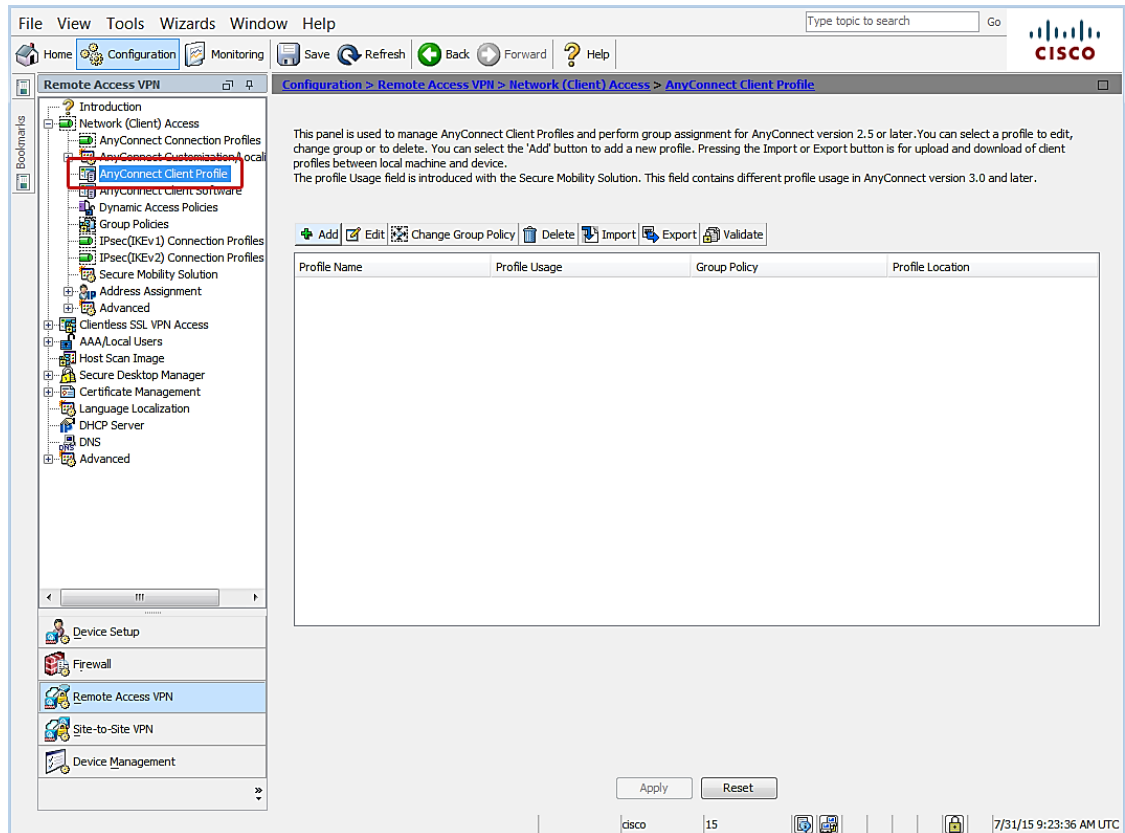 File View Tools Wizards Window Help
Type topic to search Go
CISCO
Home Configuration Monitoring Save Refresh Back Forward Help
Bookmarks
Remote Access VPN
Introduction
Network (Client) Access
AnyConnect Connection Profiles
AnyConnect Customization/Locali
AnyConnect Client Profile
AnyConnect Client Software
Dynamic Access Policies
Group Policies
IPsec(IKEv1) Connection Profiles
IPsec(IKEv2) Connection Profiles
Secure Mobility Solution
Address Assignment
Advanced
Clientless SSL VPN Access
AAA/Local Users
Host Scan Image
Secure Desktop Manager
Certificate Management
Language Localization
DHCP Server
DNS
Advanced
Device Setup
Firewall
Remote Access VPN
Site-to-Site VPN
Device Management
Configuration > Remote Access VPN > Network (Client) Access > AnyConnect Client Profile
This panel is used to manage AnyConnect Client Profiles and perform group assignment for AnyConnect version 2.5 or later.You can select a profile to edit,
change group or to delete. You can select the 'Add' button to add a new profile. Pressing the Import or Export button is for upload and download of client
profiles between local machine and device.
The profile Usage field is introduced with the Secure Mobility Solution. This field contains different profile usage in AnyConnect version 3.0 and later.
Add Edit Change Group Policy Delete Import Export Validate
Profile Name Profile Usage Group Policy Profile Location
Apply Reset
cisco 15 7/31/15 9:23:36 AM UTC